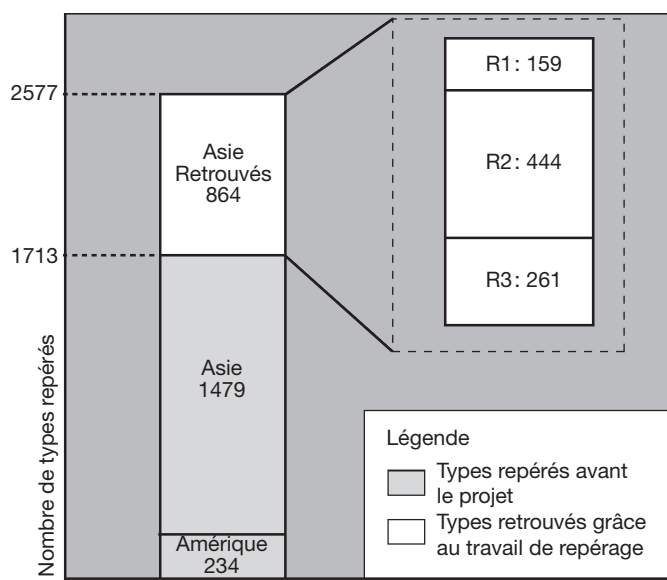 2577
1713
Nombre de types repérés
Asie
Retrouvés
864
Asie
1479
Amérique
234
R1 : 159
R2 : 444
R3 : 261
Légende
Types repérés avant
le projet
Types retrouvés grâce
au travail de repérage